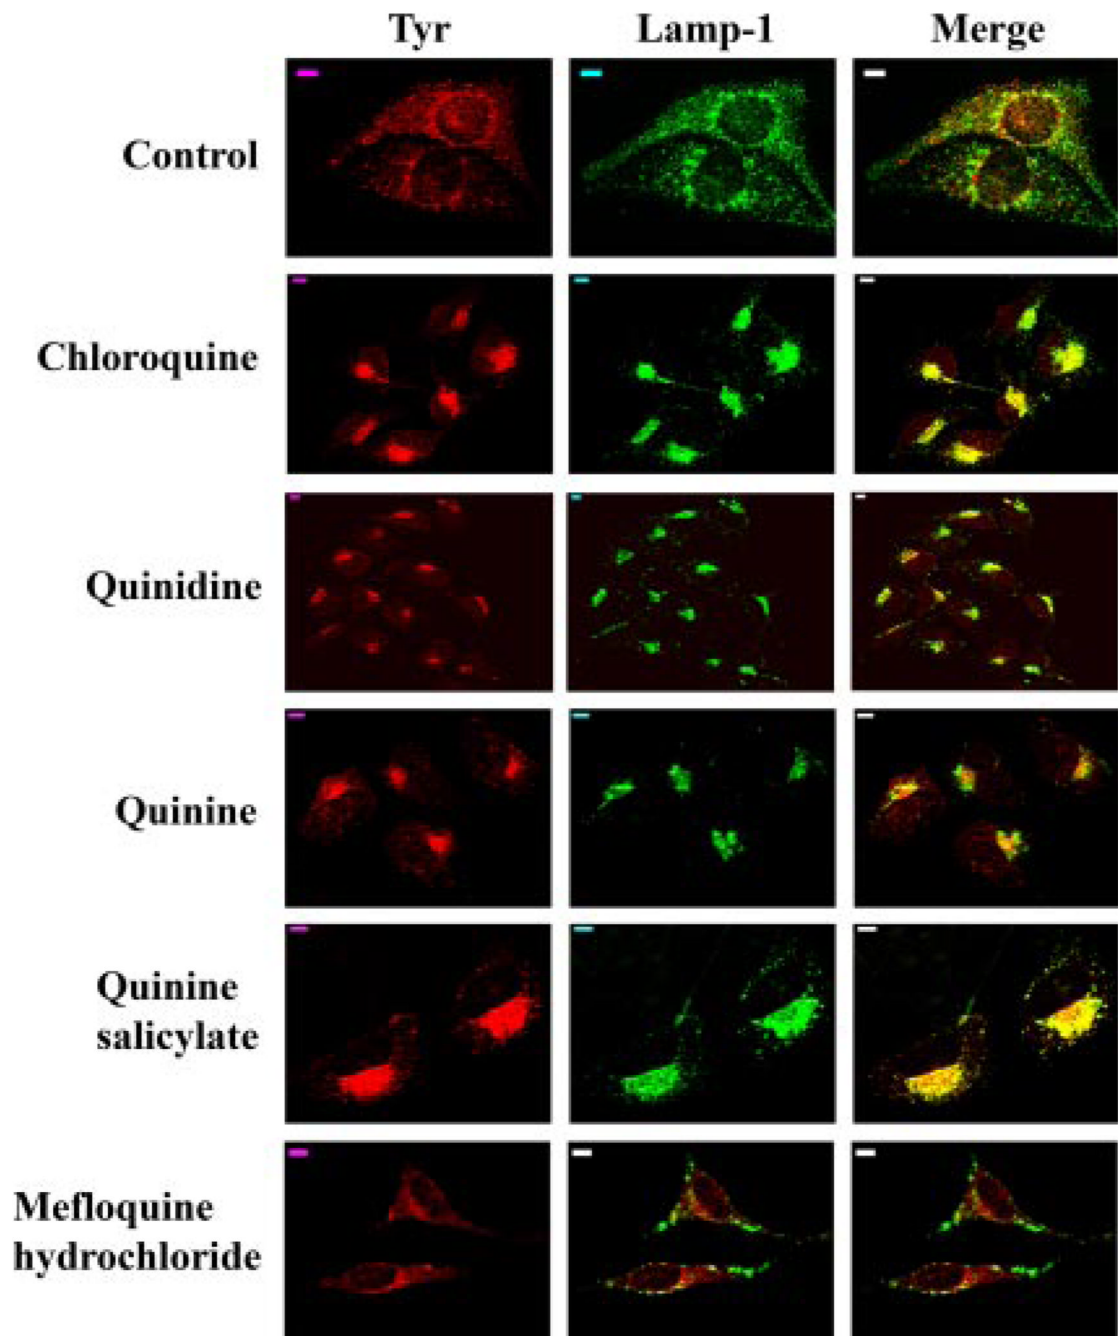 Tyr Lamp-1 Merge
Control
Chloroquine
Quinidine
Quinine
Quinine
salicylate
Mefloquine
hydrochloride